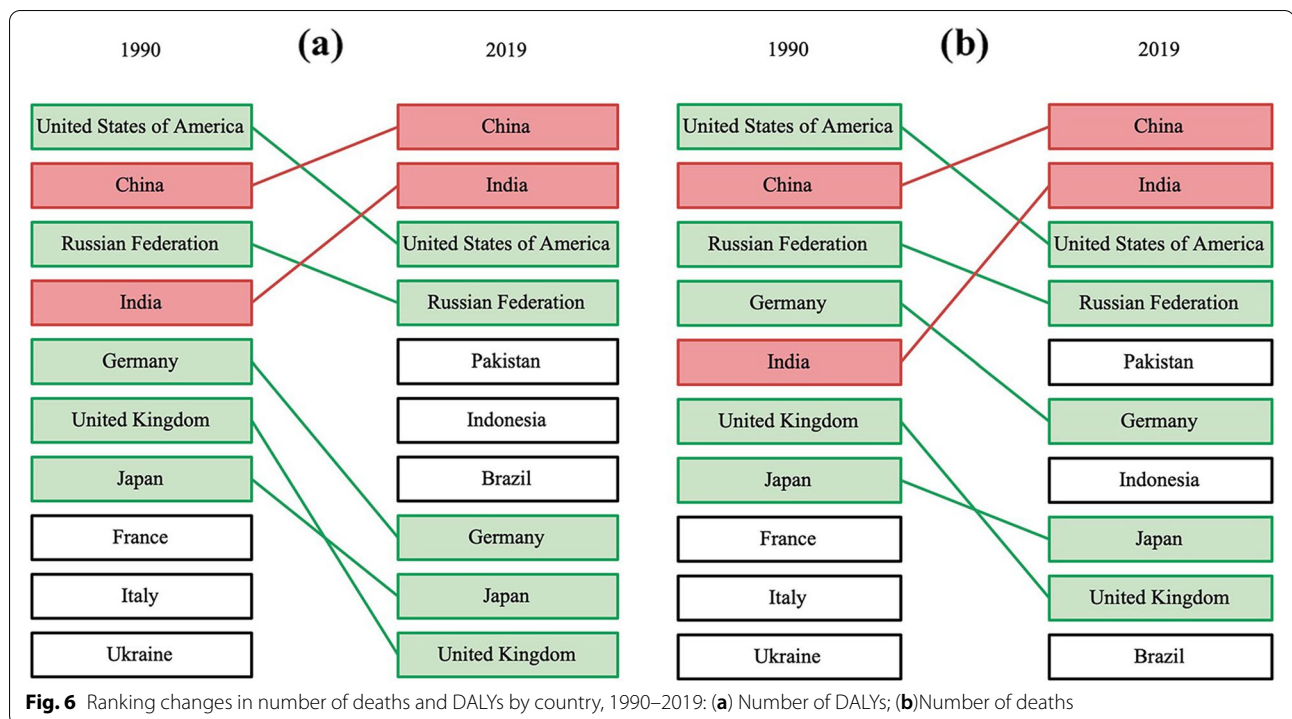 1990 (a) 2019
United States of America
China
Russian Federation
India
Germany
United Kingdom
Japan
France
Italy
Ukraine
China
India
United States of America
Russian Federation
Pakistan
Indonesia
Brazil
Germany
Japan
United Kingdom
1990 (b) 2019
United States of America
China
Russian Federation
Germany
India
United Kingdom
Japan
France
Italy
Ukraine
China
India
United States of America
Russian Federation
Pakistan
Germany
Indonesia
Japan
United Kingdom
Brazil
Fig. 6 Ranking changes in number of deaths and DALYs by country, 1990–2019: (a) Number of DALYs; (b)Number of deaths